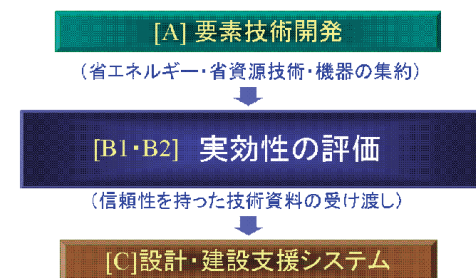 [A] 要素技術開発
(省エネルギー・省資源技術・機器の集約)
[B1・B2] 実効性の評価
(信頼性を持った技術資料の受け渡し)
[C]設計・建設支援システム